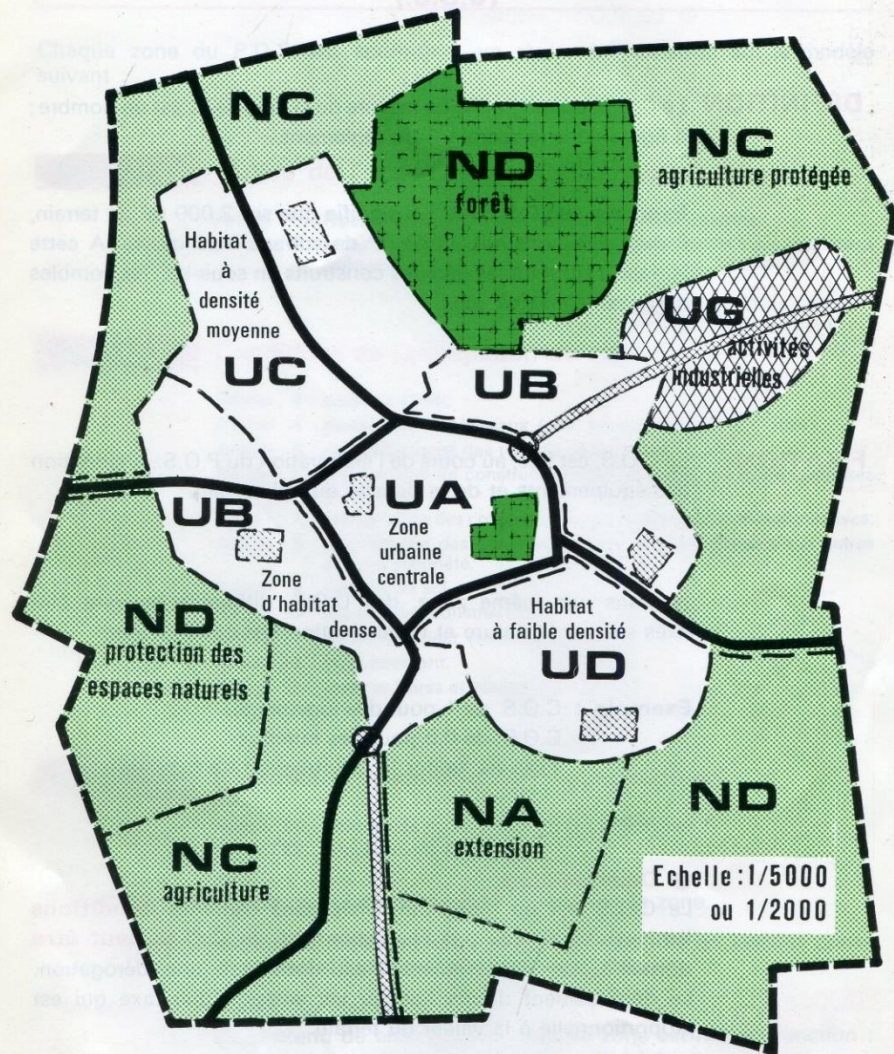 NC
ND
forêt
NC
agriculture protégée
Habitat
à
densité
moyenne
UC
UG
activités
industrielles
UB
UA
Zone
urbaine
centrale
UB
Zone
d'habitat
dense
ND
protection des
espaces naturels
Habitat
à faible densité
UD
NC
agriculture
NA
extension
ND
Echelle : 1/5000
ou 1/2000